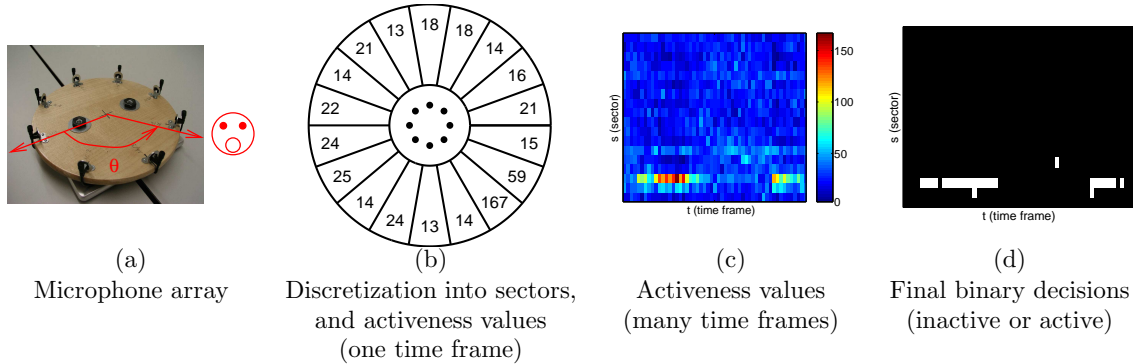 θ
18
18
14
16
21
15
59
167
14
13
24
14
25
24
22
14
21
13
s (sector)
t (time frame)
150
100
50
0
s (sector)
t (time frame)
(a)
Microphone array
(b)
Discretization into sectors,
and activeness values
(one time frame)
(c)
Activeness values
(many time frames)
(d)
Final binary decisions
(inactive or active)